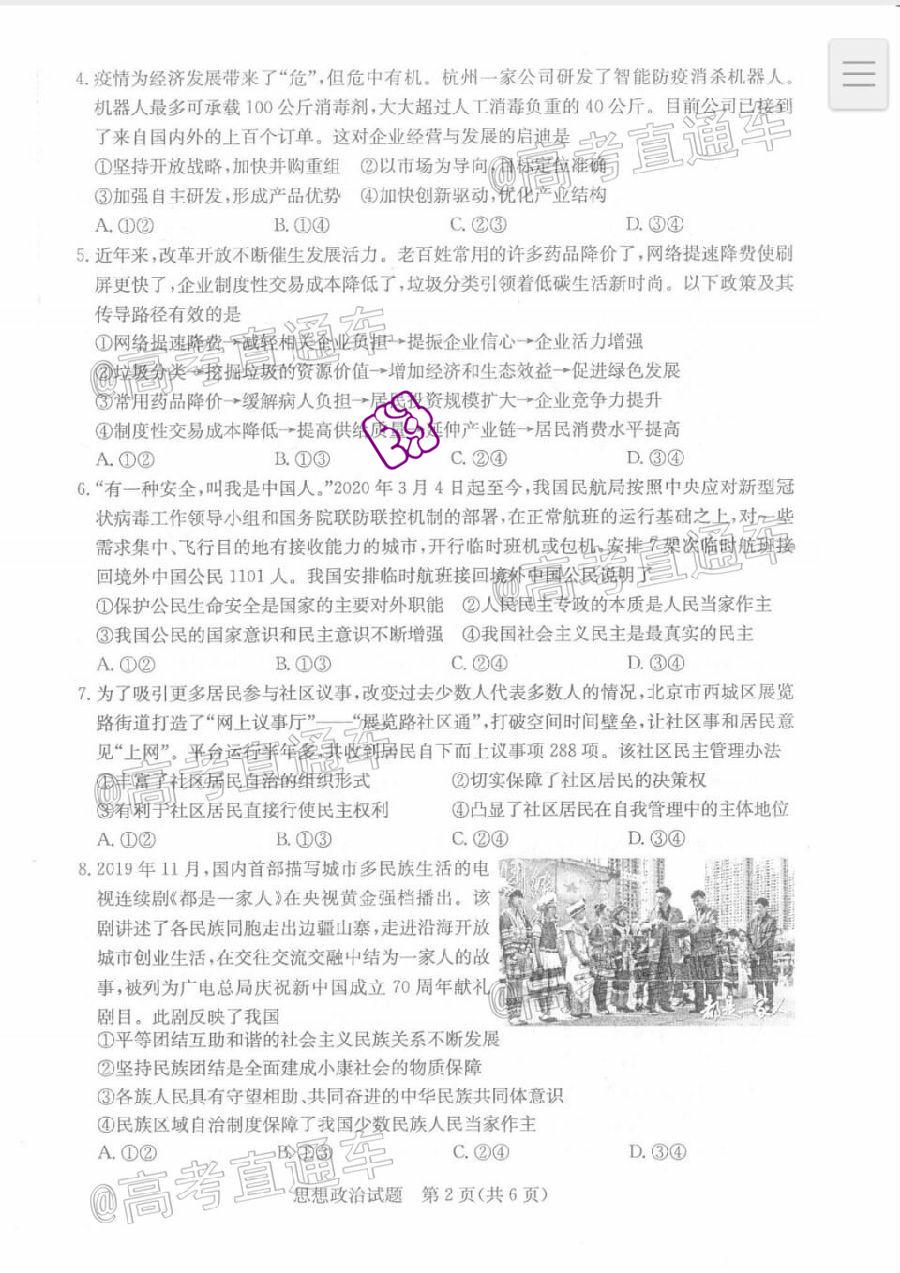 4. 疫情为经济发展带来了“危”,但危中有机。杭州一家公司研发了智能防疫消杀机器人。
机器人最多可承载 100 公斤消毒剂,大大超过人工消毒负重的 40 公斤。目前公司已接到
了来自国内外的上百个订单。这对企业经营与发展的启迪是
①坚持开放战略,加快并购重组 ②以市场为导向,目标定位准确
③加强自主研发,形成产品优势 ④加快创新驱动,优化产业结构
A. ①② B. ①④ C. ②③ D. ③④
5. 近年来,改革开放不断催生发展活力。老百姓常用的许多药品降价了,网络提速降费使刷
屏更快了,企业制度性交易成本降低了,垃圾分类引领着低碳生活新时尚。以下政策及其
传导路径有效的是
①网络提速降费→减轻相关企业负担→提振企业信心→企业活力增强
②垃圾分类→挖掘垃圾的资源价值→增加经济和生态效益→促进绿色发展
③常用药品降价→缓解病人负担→居民投资规模扩大→企业竞争力提升
④制度性交易成本降低→提高供给质量→延伸产业链→居民消费水平提高
A. ①② B. ①③ C. ②④ D. ③④
6. “有一种安全,叫我是中国人。”2020 年 3 月 4 日起至今,我国民航局按照中央应对新型冠
状病毒工作领导小组和国务院联防联控机制的部署,在正常航班的运行基础之上,对一些
需求集中、飞行目的地有接收能力的城市,开行临时班机或包机、安排 7 架次临时航班接
回境外中国公民 1101 人。我国安排临时航班接回境外中国公民说明了
①保护公民生命安全是国家的主要对外职能 ②人民民主专政的本质是人民当家作主
③我国公民的国家意识和民主意识不断增强 ④我国社会主义民主是最真实的民主
A. ①② B. ①③ C. ②④ D. ③④
7. 为了吸引更多居民参与社区议事,改变过去少数人代表多数人的情况,北京市西城区展览
路街道打造了“网上议事厅”——“展览路社区通”,打破空间时间壁垒,让社区事和居民意
见“上网”。平台运行半年多,共收到居民自下而上议事项 288 项。该社区民主管理办法
①丰富了社区居民自治的组织形式 ②切实保障了社区居民的决策权
③有利于社区居民直接行使民主权利 ④凸显了社区居民在自我管理中的主体地位
A. ①② B. ①③ C. ②④ D. ③④
8. 2019 年 11 月,国内首部描写城市多民族生活的电
视连续剧《都是一家人》在央视黄金强档播出。该
剧讲述了各民族同胞走出边疆山寨,走进沿海开放
城市创业生活,在交往交流交融中结为一家人的故
事,被列为广电总局庆祝新中国成立 70 周年献礼
剧目。此剧反映了我国
都是一家人
①平等团结互助和谐的社会主义民族关系不断发展
②坚持民族团结是全面建成小康社会的物质保障
③各族人民具有守望相助、共同奋进的中华民族共同体意识
④民族区域自治制度保障了我国少数民族人民当家作主
A. ①② B. ①③ C. ②④ D. ③④
思想政治试题 第 2 页(共 6 页)
@高考直通车
@高考直通车
@高考直通车
@高考直通车
@高考直通车
@高考直通车